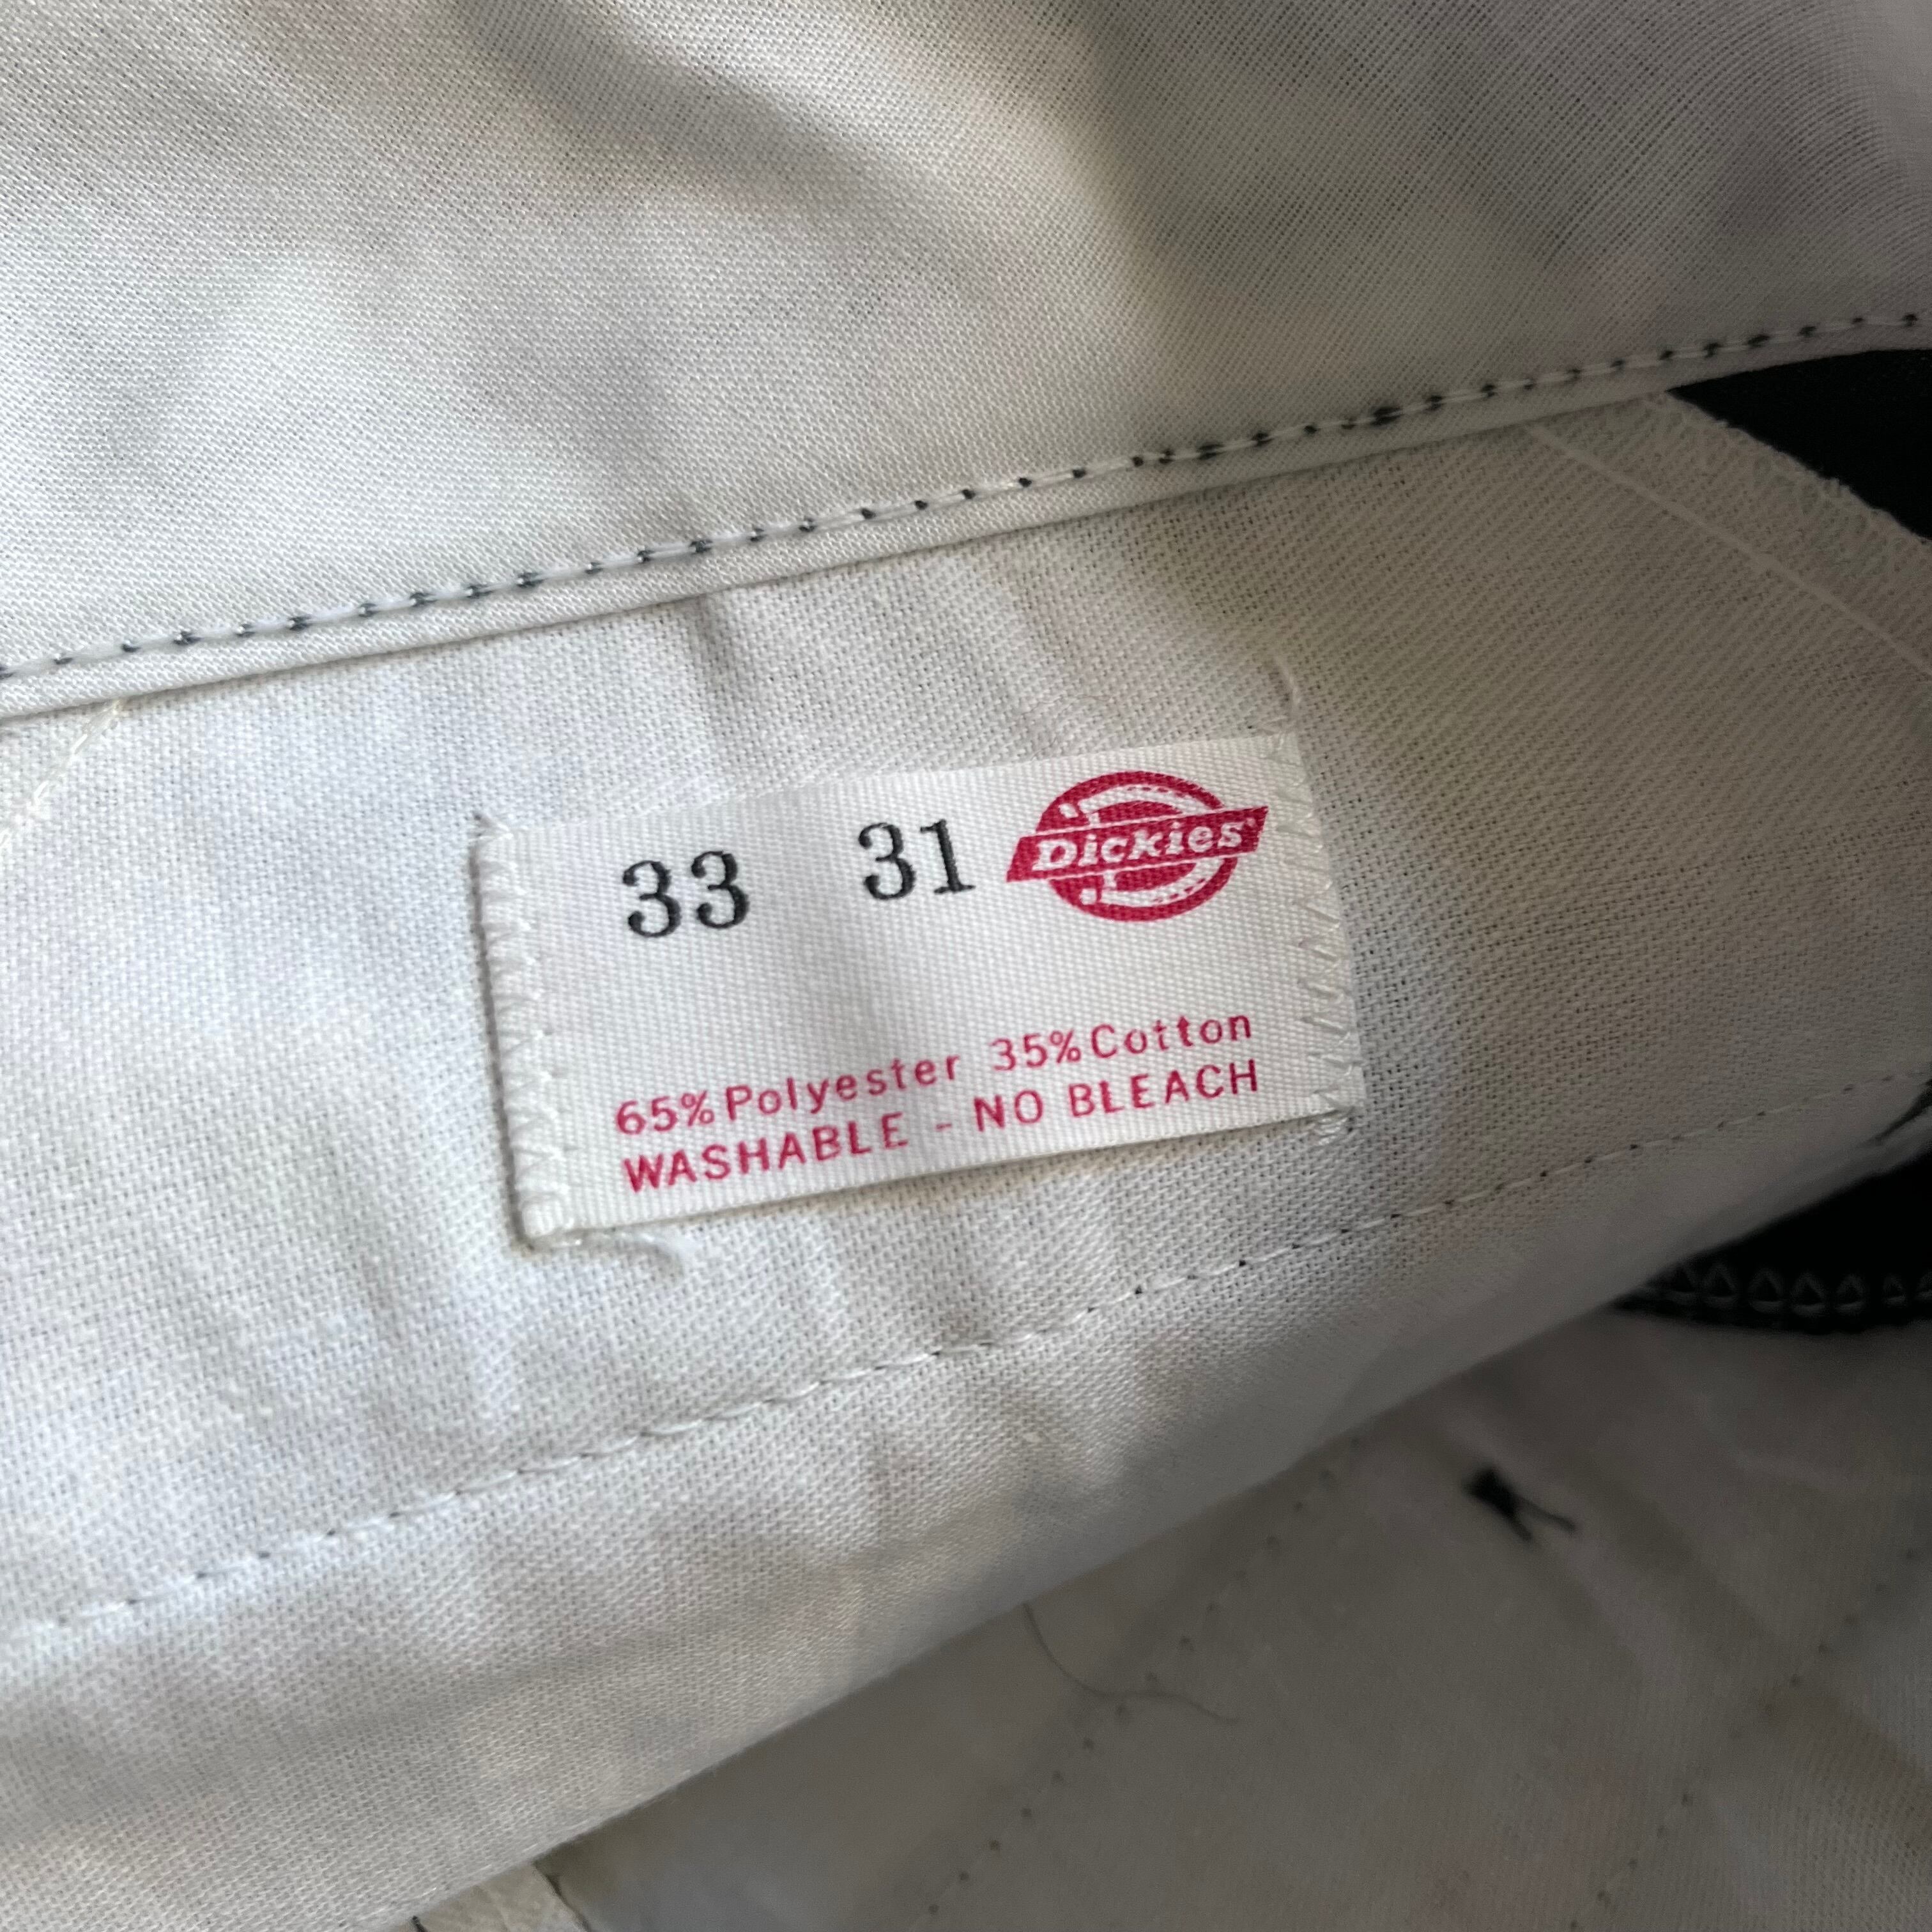 33 31 Dickies
65% Polyester 35% Cotton
WASHABLE - NO BLEACH